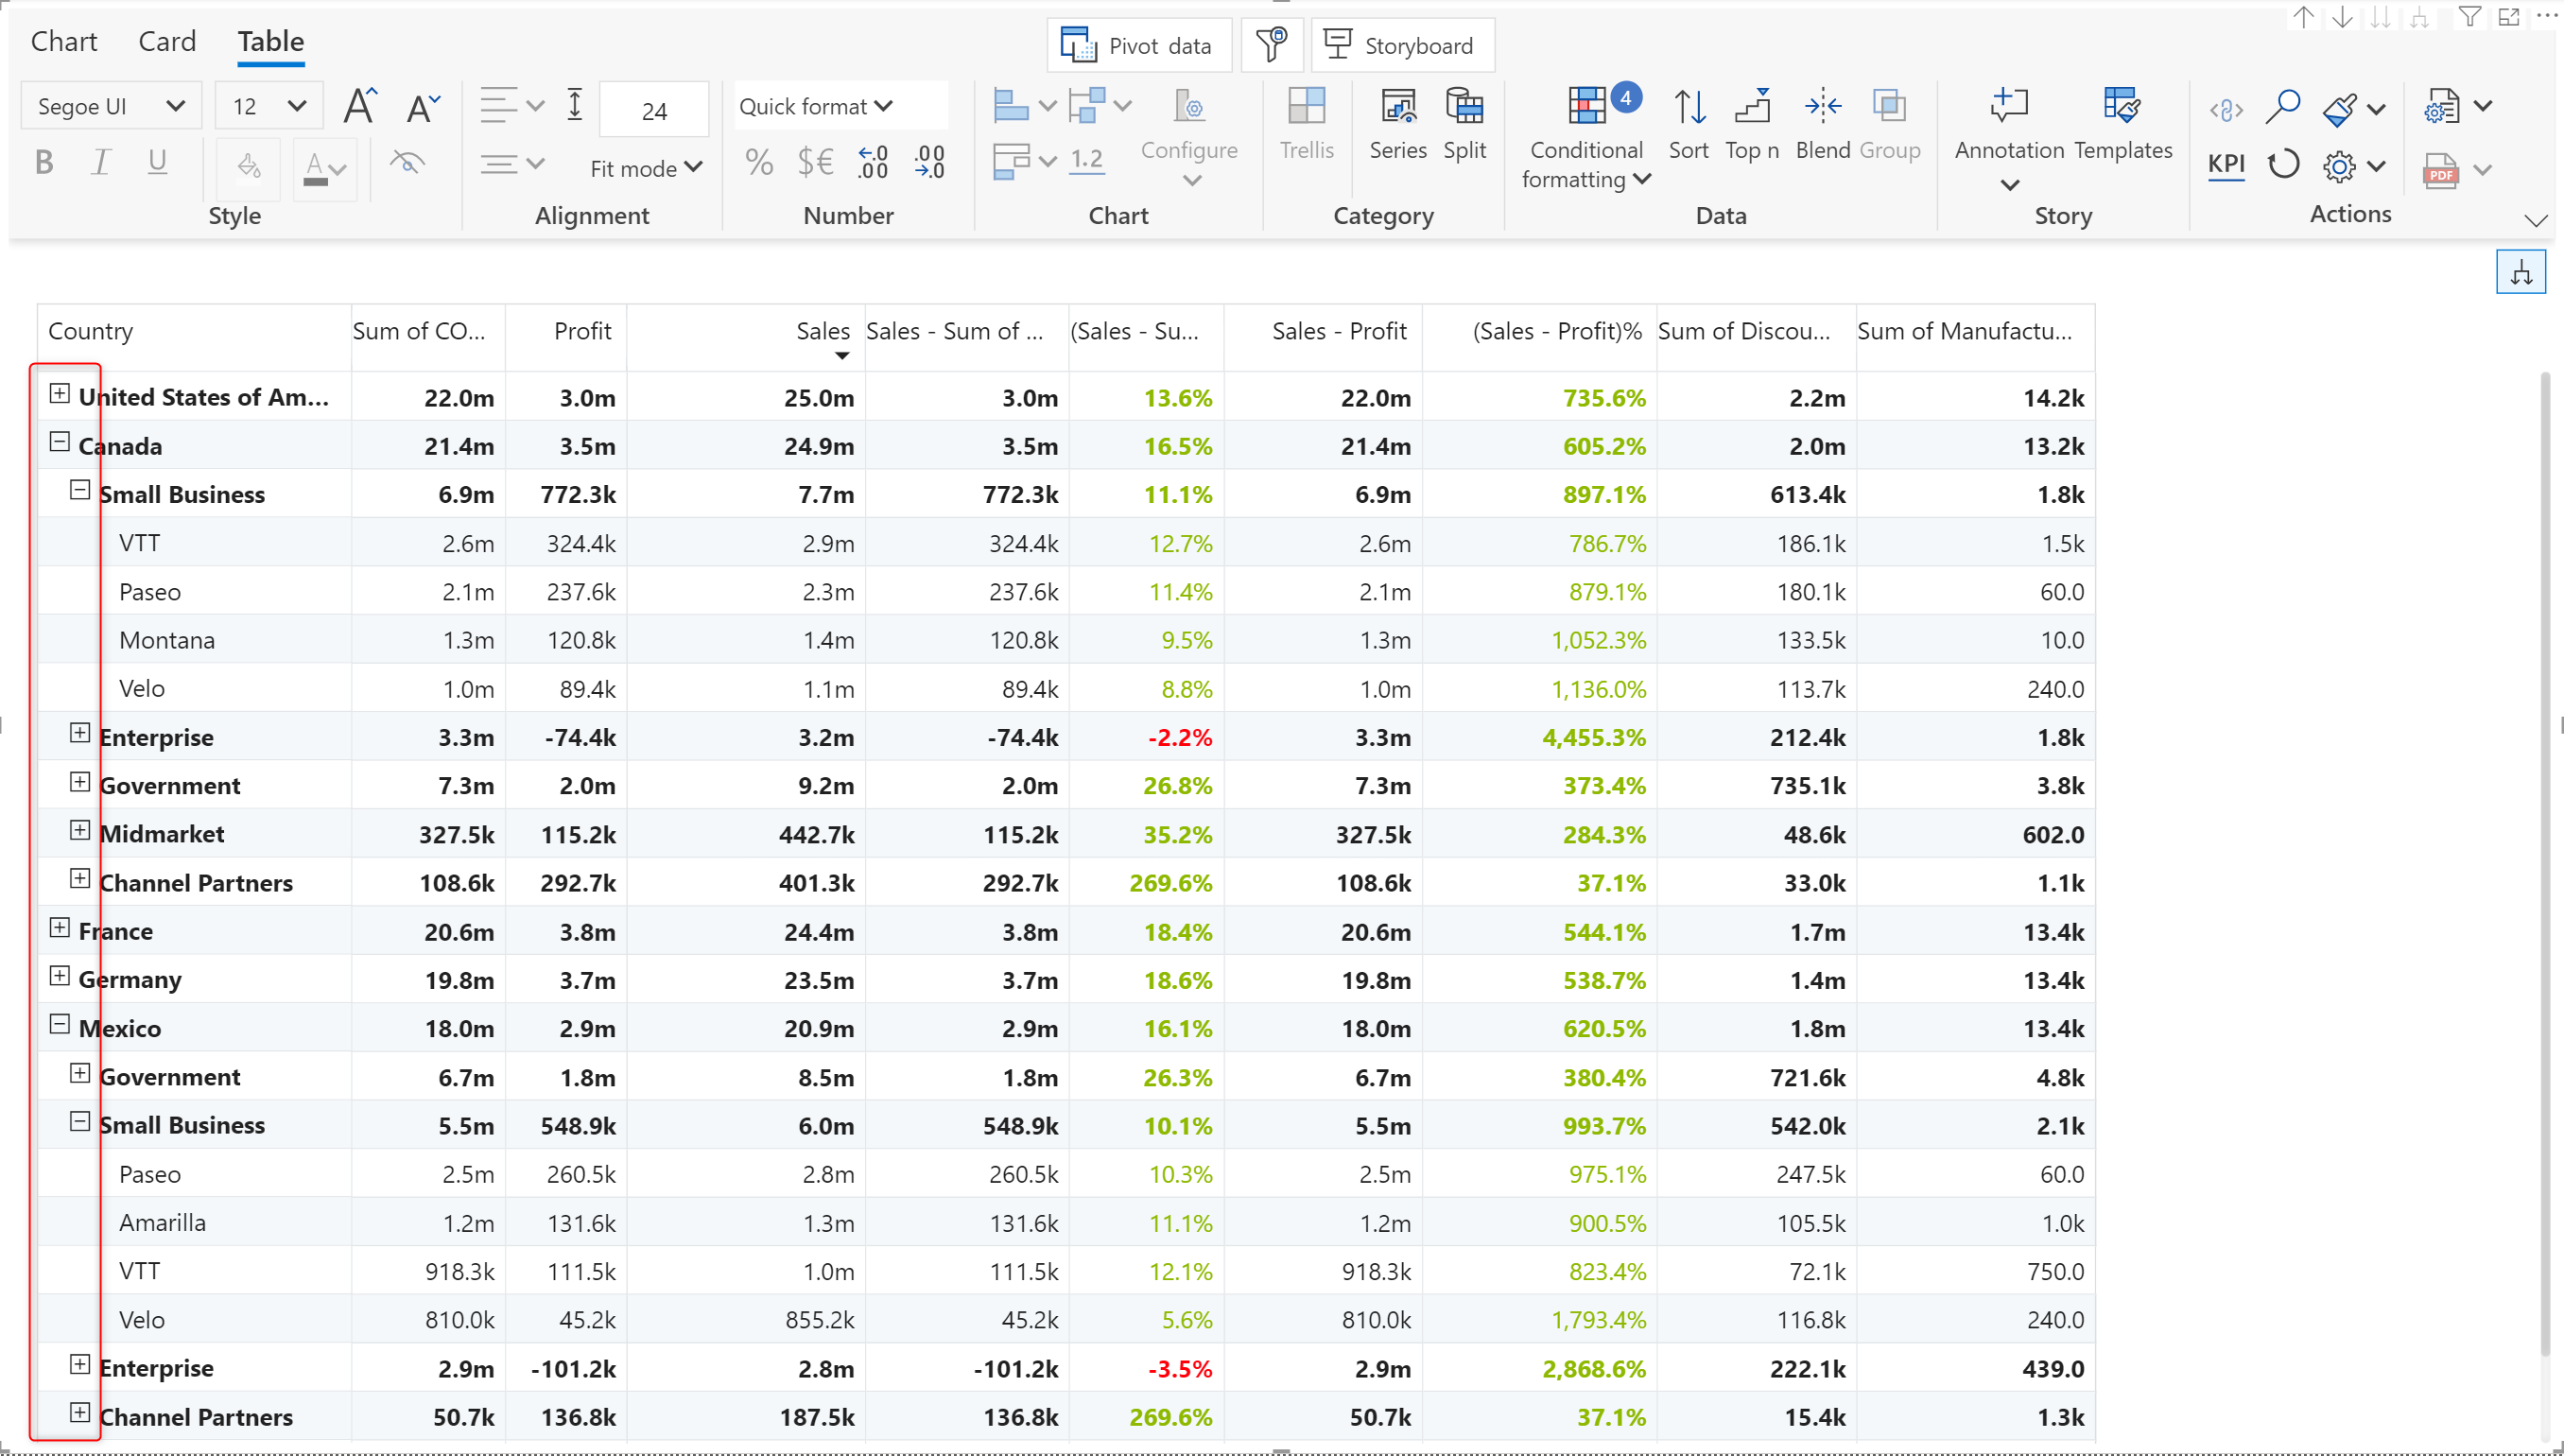 Chart Card Table Pivot data Storyboard
Segoe UI 12 24 Quick format 4
B I U A Fit mode % $€ 1.2 Configure Trellis Series Split Conditional formatting Sort Top n Blend Group Annotation Templates KPI PDF
Style Alignment Number Chart Category Data Story Actions
Country Sum of CO... Profit Sales Sales - Sum of ... (Sales - Su... Sales - Profit (Sales - Profit)% Sum of Discou... Sum of Manufactu...
United States of Am... 22.0m 3.0m 25.0m 3.0m 13.6% 22.0m 735.6% 2.2m 14.2k
Canada 21.4m 3.5m 24.9m 3.5m 16.5% 21.4m 605.2% 2.0m 13.2k
Small Business 6.9m 772.3k 7.7m 772.3k 11.1% 6.9m 897.1% 613.4k 1.8k
VTT 2.6m 324.4k 2.9m 324.4k 12.7% 2.6m 786.7% 186.1k 1.5k
Paseo 2.1m 237.6k 2.3m 237.6k 11.4% 2.1m 879.1% 180.1k 60.0
Montana 1.3m 120.8k 1.4m 120.8k 9.5% 1.3m 1,052.3% 133.5k 10.0
Velo 1.0m 89.4k 1.1m 89.4k 8.8% 1.0m 1,136.0% 113.7k 240.0
Enterprise 3.3m -74.4k 3.2m -74.4k -2.2% 3.3m 4,455.3% 212.4k 1.8k
Government 7.3m 2.0m 9.2m 2.0m 26.8% 7.3m 373.4% 735.1k 3.8k
Midmarket 327.5k 115.2k 442.7k 115.2k 35.2% 327.5k 284.3% 48.6k 602.0
Channel Partners 108.6k 292.7k 401.3k 292.7k 269.6% 108.6k 37.1% 33.0k 1.1k
France 20.6m 3.8m 24.4m 3.8m 18.4% 20.6m 544.1% 1.7m 13.4k
Germany 19.8m 3.7m 23.5m 3.7m 18.6% 19.8m 538.7% 1.4m 13.4k
Mexico 18.0m 2.9m 20.9m 2.9m 16.1% 18.0m 620.5% 1.8m 13.4k
Government 6.7m 1.8m 8.5m 1.8m 26.3% 6.7m 380.4% 721.6k 4.8k
Small Business 5.5m 548.9k 6.0m 548.9k 10.1% 5.5m 993.7% 542.0k 2.1k
Paseo 2.5m 260.5k 2.8m 260.5k 10.3% 2.5m 975.1% 247.5k 60.0
Amarilla 1.2m 131.6k 1.3m 131.6k 11.1% 1.2m 900.5% 105.5k 1.0k
VTT 918.3k 111.5k 1.0m 111.5k 12.1% 918.3k 823.4% 72.1k 750.0
Velo 810.0k 45.2k 855.2k 45.2k 5.6% 810.0k 1,793.4% 116.8k 240.0
Enterprise 2.9m -101.2k 2.8m -101.2k -3.5% 2.9m 2,868.6% 222.1k 439.0
Channel Partners 50.7k 136.8k 187.5k 136.8k 269.6% 50.7k 37.1% 15.4k 1.3k